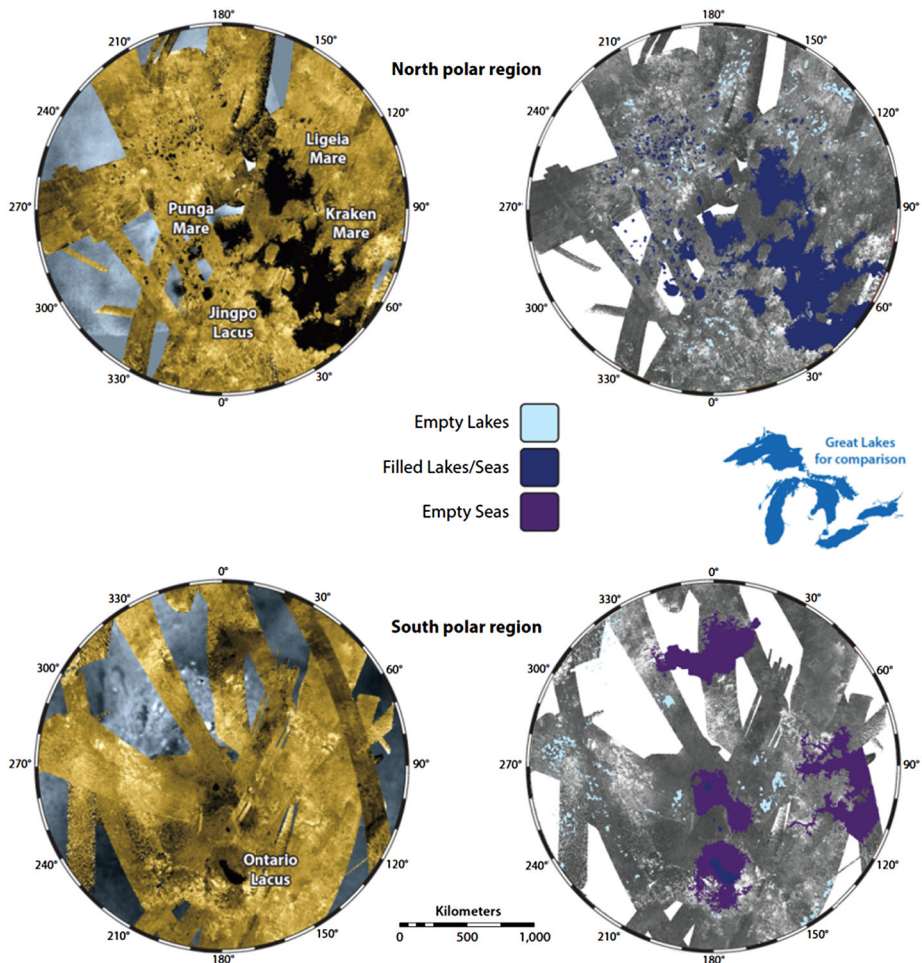 180°
210°
150°
240°
120°
270°
90°
300°
60°
330°
30°
0°
Ligeia
Mare
Punga
Mare
Kraken
Mare
Jingpo
Lacus
North polar region
180°
210°
150°
240°
120°
270°
90°
300°
60°
330°
30°
0°
Empty Lakes
Filled Lakes/Seas
Empty Seas
Great Lakes
for comparison
0°
330°
30°
300°
60°
270°
90°
240°
120°
210°
150°
180°
Ontario
Lacus
South polar region
0°
330°
30°
300°
60°
270°
90°
240°
120°
210°
150°
180°
Kilometers
0 500 1,000